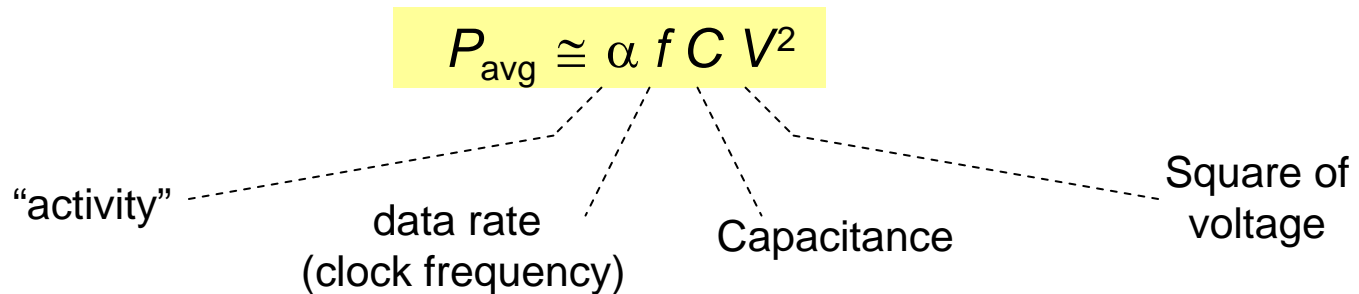 P_avg ≅ α f C V²
“activity”
data rate
(clock frequency)
Capacitance
Square of
voltage